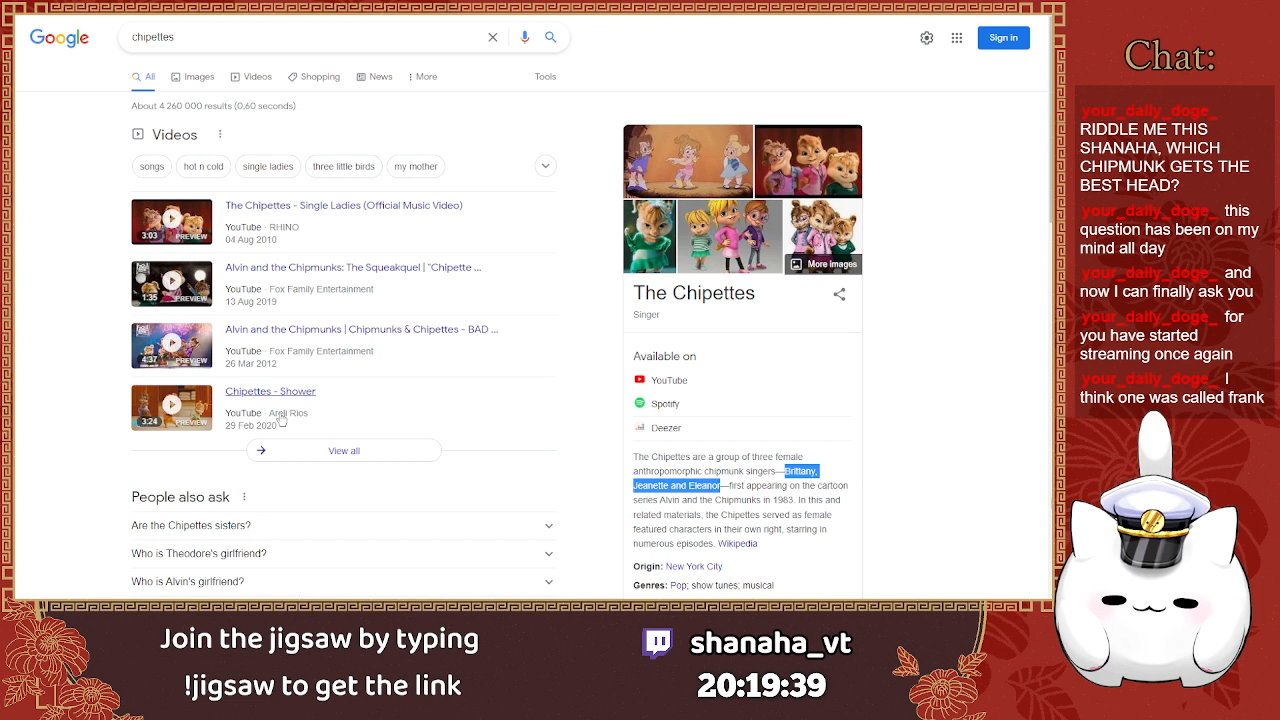 Google
chipettes
Sign in
All
Images
Videos
Shopping
News
More
Tools
About 4 260 000 results (0,60 seconds)
Videos
songs
hot n cold
single ladies
three little birds
my mother
3:03
PREVIEW
The Chipettes - Single Ladies (Official Music Video)
YouTube · RHINO
04 Aug 2010
1:35
PREVIEW
Alvin and the Chipmunks: The Squeakquel | "Chipette ...
YouTube · Fox Family Entertainment
13 Aug 2019
4:37
PREVIEW
Alvin and the Chipmunks | Chipmunks & Chipettes - BAD ...
YouTube · Fox Family Entertainment
26 Mar 2012
3:24
PREVIEW
Chipettes - Shower
YouTube · Areli Rios
29 Feb 2020
View all
People also ask
Are the Chipettes sisters?
Who is Theodore's girlfriend?
Who is Alvin's girlfriend?
More images
The Chipettes
Singer
Available on
YouTube
Spotify
Deezer
The Chipettes are a group of three female
anthropomorphic chipmunk singers—Brittany,
Jeanette and Eleanor—first appearing on the cartoon
series Alvin and the Chipmunks in 1983. In this and
related materials, the Chipettes served as female
featured characters in their own right, starring in
numerous episodes. Wikipedia
Origin: New York City
Genres: Pop; show tunes; musical
Chat:
your_daily_doge_
RIDDLE ME THIS
SHANAHA, WHICH
CHIPMUNK GETS THE
BEST HEAD?
your_daily_doge_ this
question has been on my
mind all day
your_daily_doge_ and
now I can finally ask you
your_daily_doge_ for
you have started
streaming once again
your_daily_doge_ I
think one was called frank
Join the jigsaw by typing
!jigsaw to get the link
shanaha_vt
20:19:39